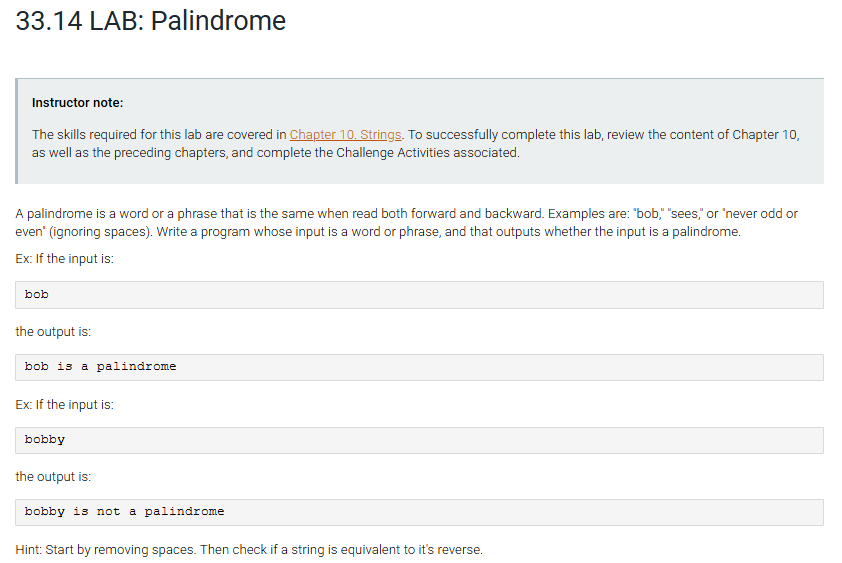 33.14 LAB: Palindrome
Instructor note:
The skills required for this lab are covered in Chapter 10. Strings. To successfully complete this lab, review the content of Chapter 10,
as well as the preceding chapters, and complete the Challenge Activities associated.
A palindrome is a word or a phrase that is the same when read both forward and backward. Examples are: "bob," "sees," or "never odd or
even" (ignoring spaces). Write a program whose input is a word or phrase, and that outputs whether the input is a palindrome.
Ex: If the input is:
bob
the output is:
bob is a palindrome
Ex: If the input is:
bobby
the output is:
bobby is not a palindrome
Hint: Start by removing spaces. Then check if a string is equivalent to it's reverse.